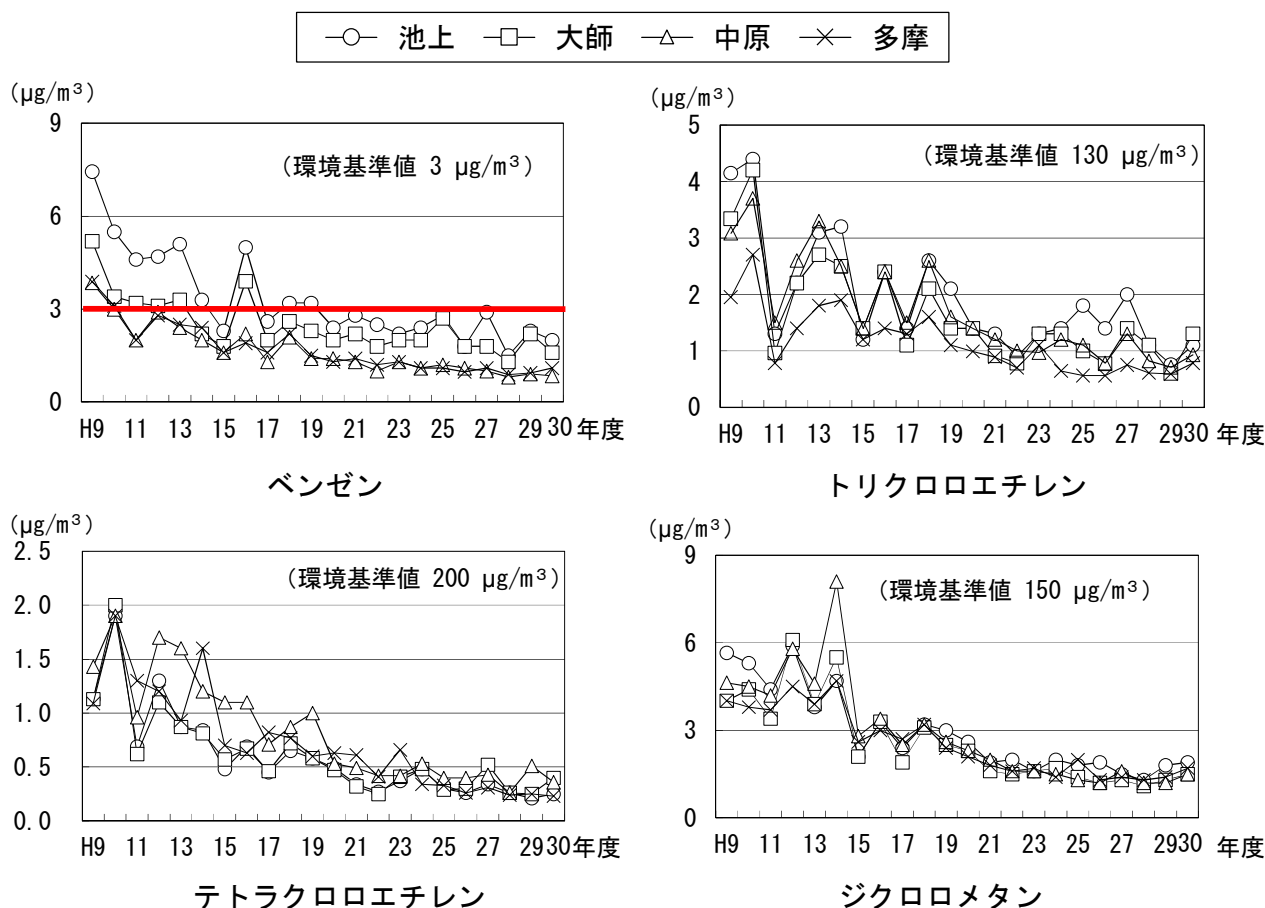 池上 大師 中原 多摩
(μg/m³)
9
6
3
0
(環境基準値 3 μg/m³)
H9 11 13 15 17 19 21 23 25 27 29 30 年度
ベンゼン
(μg/m³)
5
4
3
2
1
0
(環境基準値 130 μg/m³)
H9 11 13 15 17 19 21 23 25 27 29 30 年度
トリクロロエチレン
(μg/m³)
2.5
2.0
1.5
1.0
0.5
0.0
(環境基準値 200 μg/m³)
H9 11 13 15 17 19 21 23 25 27 29 30 年度
テトラクロロエチレン
(μg/m³)
9
6
3
0
(環境基準値 150 μg/m³)
H9 11 13 15 17 19 21 23 25 27 29 30 年度
ジクロロメタン